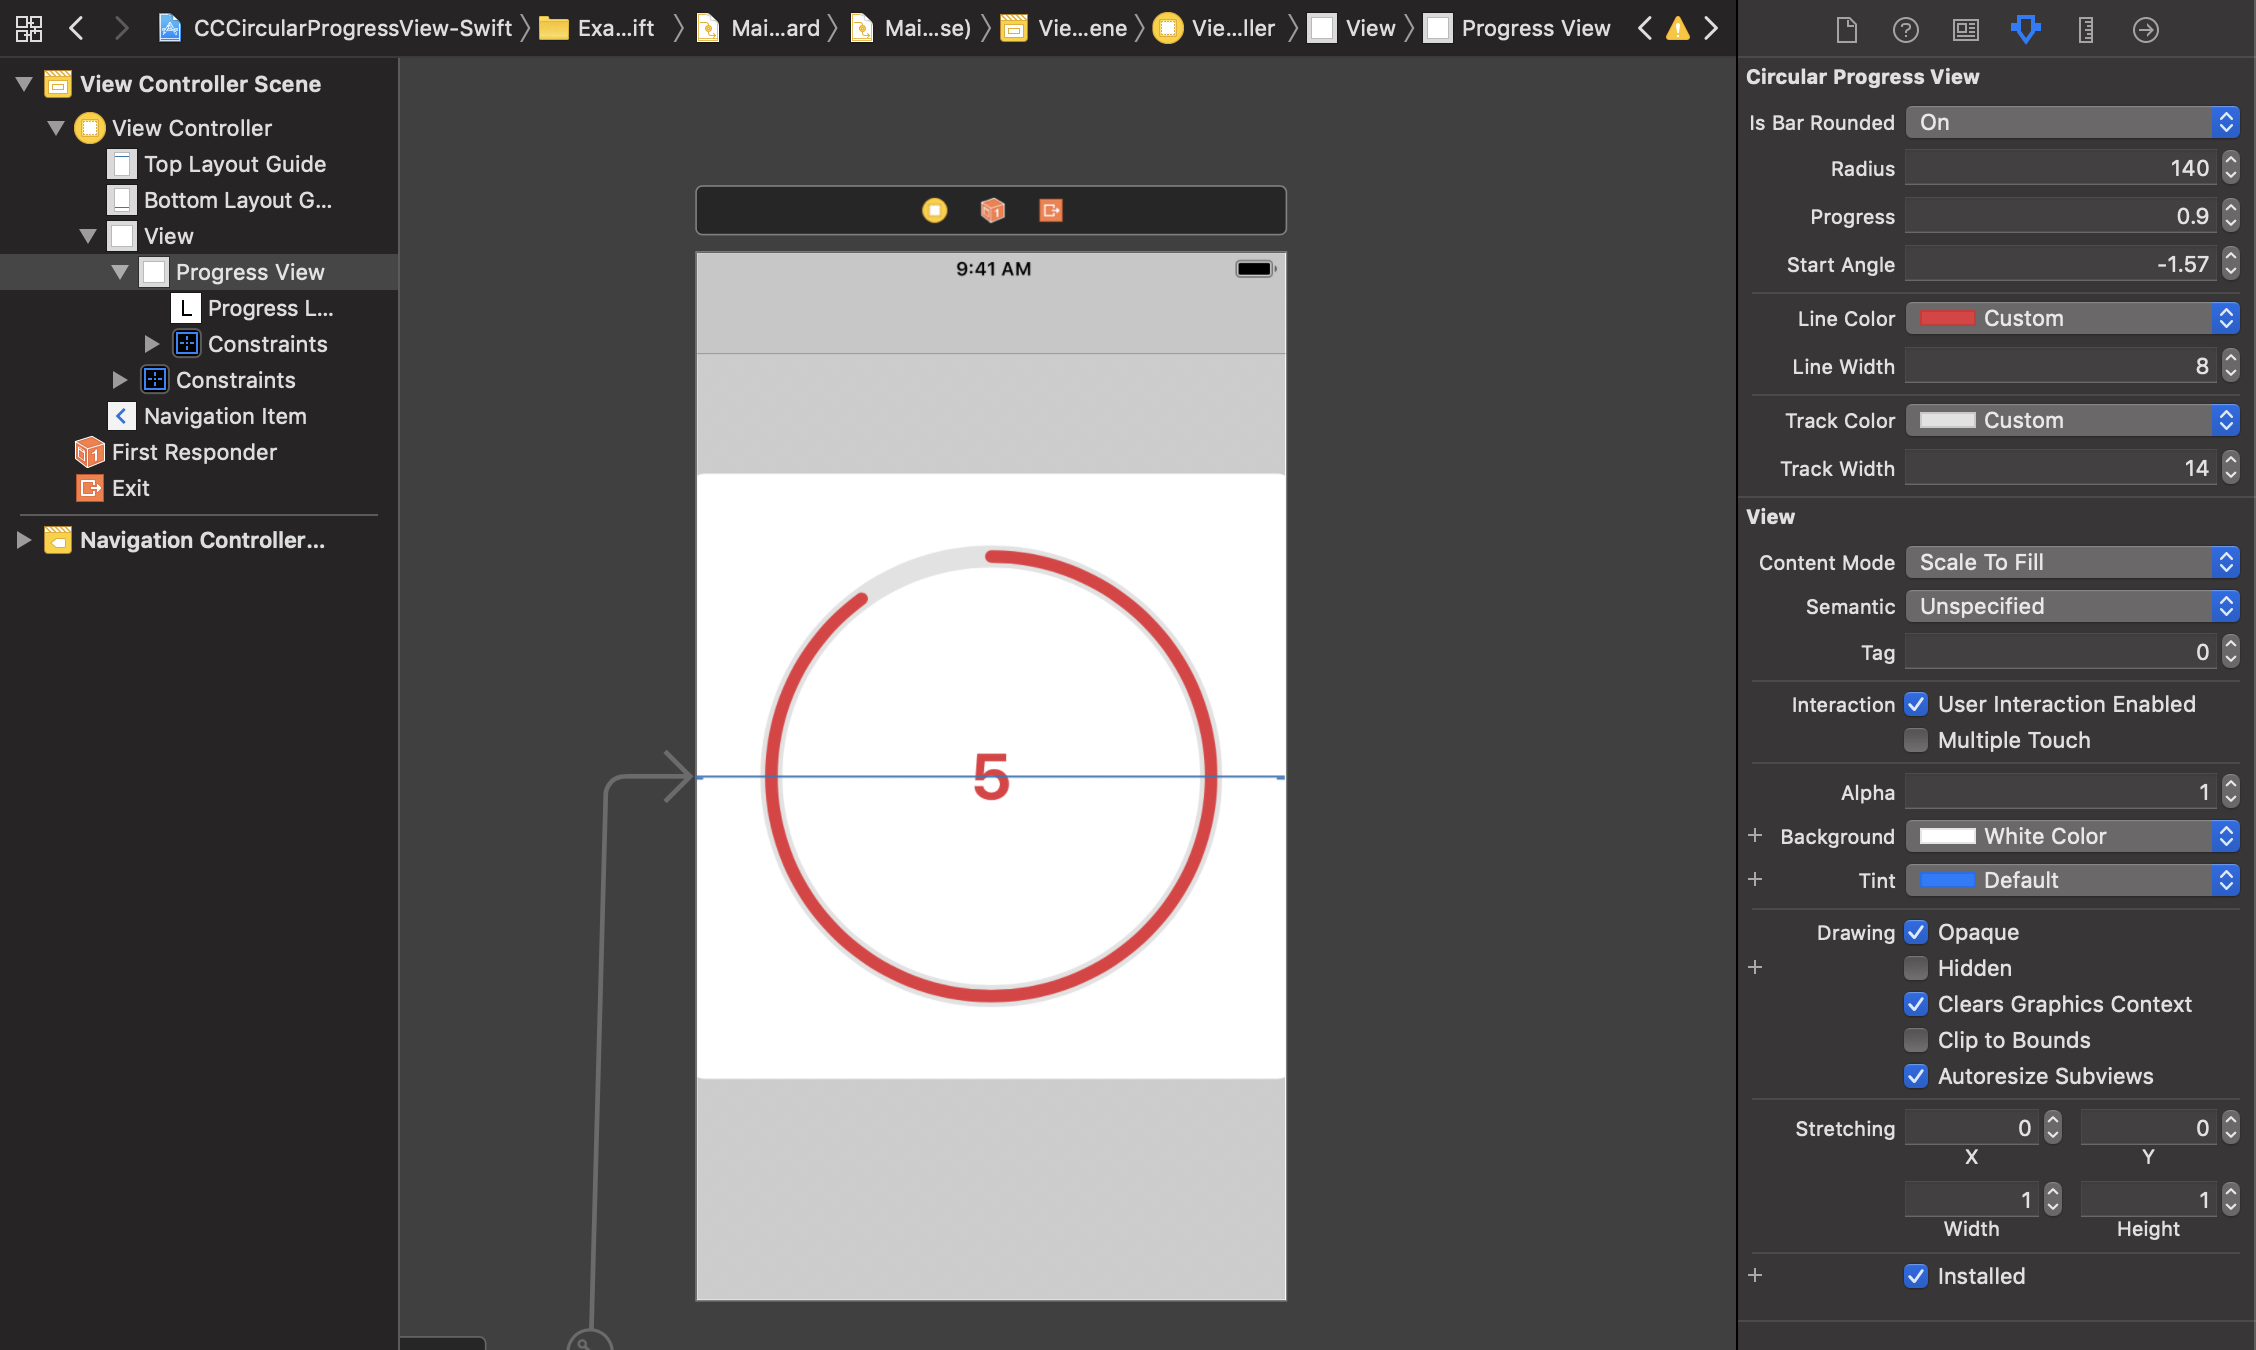 CCCircularProgressView-Swift
Exa...ift
Mai...ard
Mai...se)
Vie...ene
Vie...ller
View
Progress View
View Controller Scene
View Controller
Top Layout Guide
Bottom Layout G...
View
Progress View
L Progress L...
Constraints
Constraints
Navigation Item
First Responder
Exit
Navigation Controller...
9:41 AM
5
Circular Progress View
Is Bar Rounded On
Radius 140
Progress 0.9
Start Angle -1.57
Line Color Custom
Line Width 8
Track Color Custom
Track Width 14
View
Content Mode Scale To Fill
Semantic Unspecified
Tag 0
Interaction User Interaction Enabled
Multiple Touch
Alpha 1
+ Background White Color
+ Tint Default
Drawing Opaque
+ Hidden
Clears Graphics Context
Clip to Bounds
Autoresize Subviews
Stretching 0 0
X Y
1 1
Width Height
+ Installed